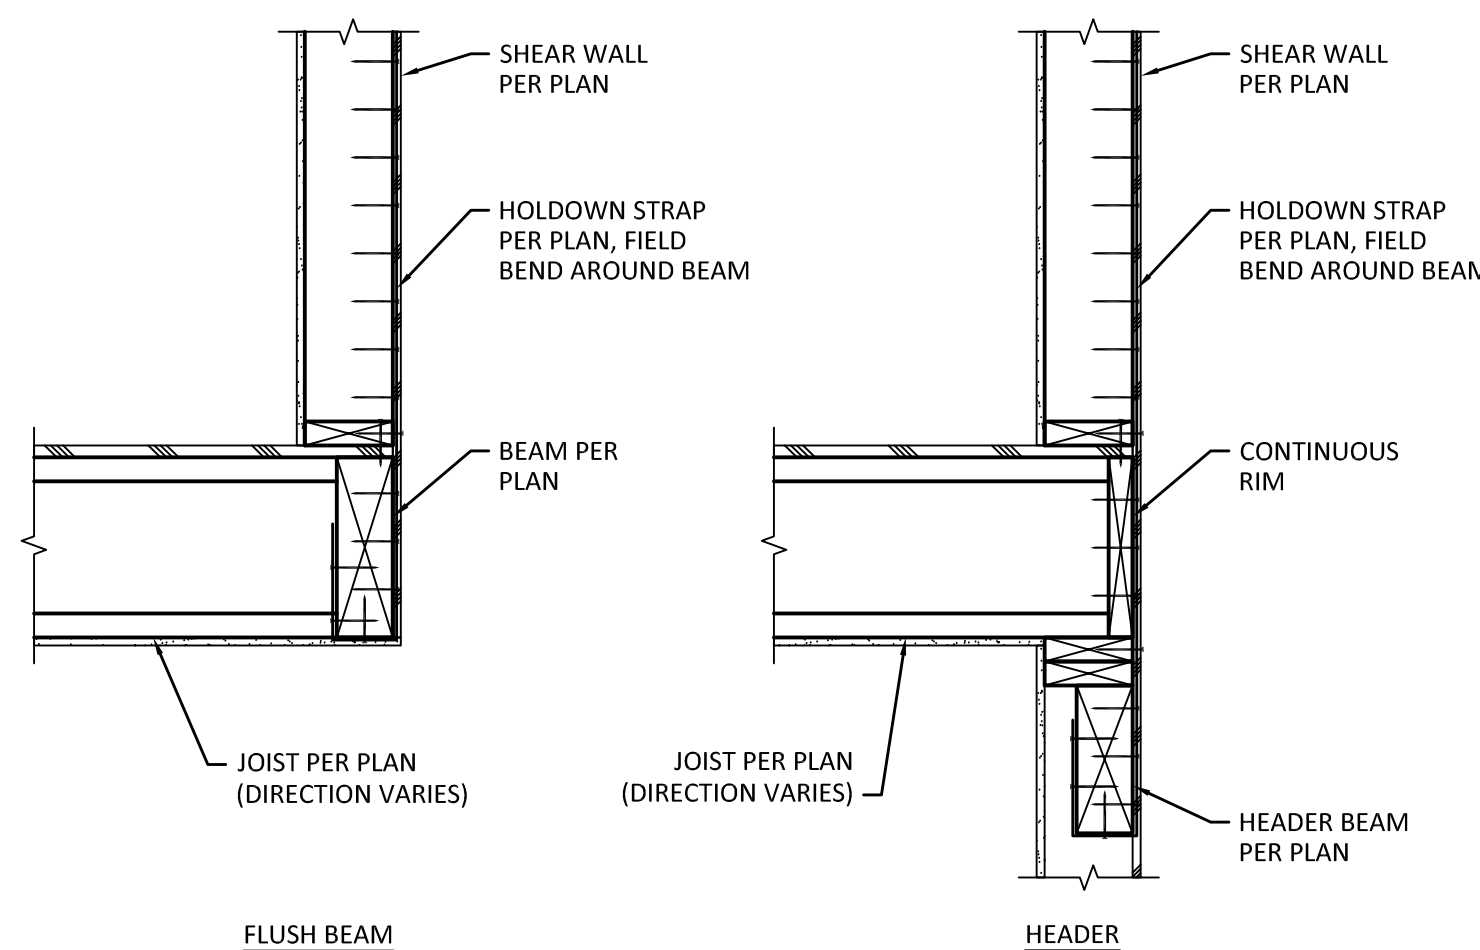 SHEAR WALL
PER PLAN
HOLDOWN STRAP
PER PLAN, FIELD
BEND AROUND BEAM
BEAM PER
PLAN
JOIST PER PLAN
(DIRECTION VARIES)
FLUSH BEAM
SHEAR WALL
PER PLAN
HOLDOWN STRAP
PER PLAN, FIELD
BEND AROUND BEAM
CONTINUOUS
RIM
JOIST PER PLAN
(DIRECTION VARIES)
HEADER BEAM
PER PLAN
HEADER